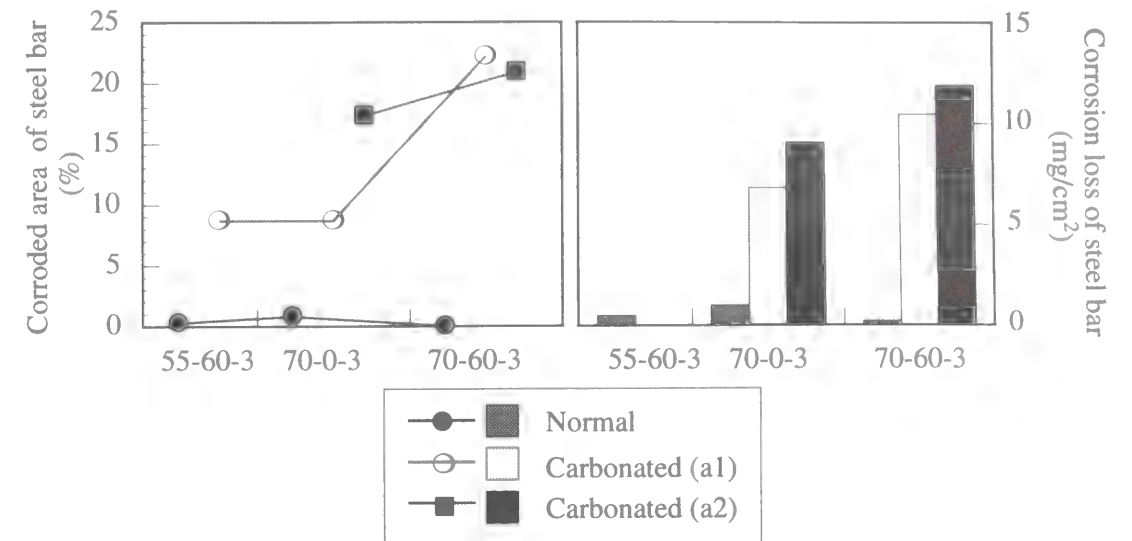 Corroded area of steel bar
(%)
25
20
15
10
5
0
55-60-3 70-0-3 70-60-3
15
10
5
0
Corrosion loss of steel bar
(mg/cm²)
55-60-3 70-0-3 70-60-3
Normal
Carbonated (a1)
Carbonated (a2)